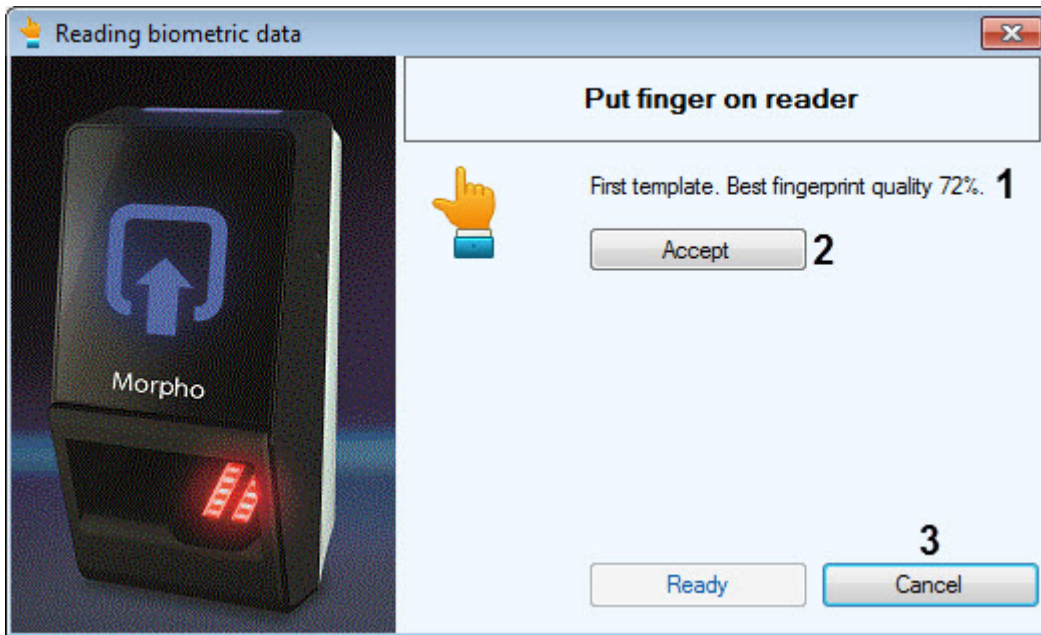 Reading biometric data
Put finger on reader
First template. Best fingerprint quality 72%. 1
Accept 2
Morpho
3
Ready Cancel